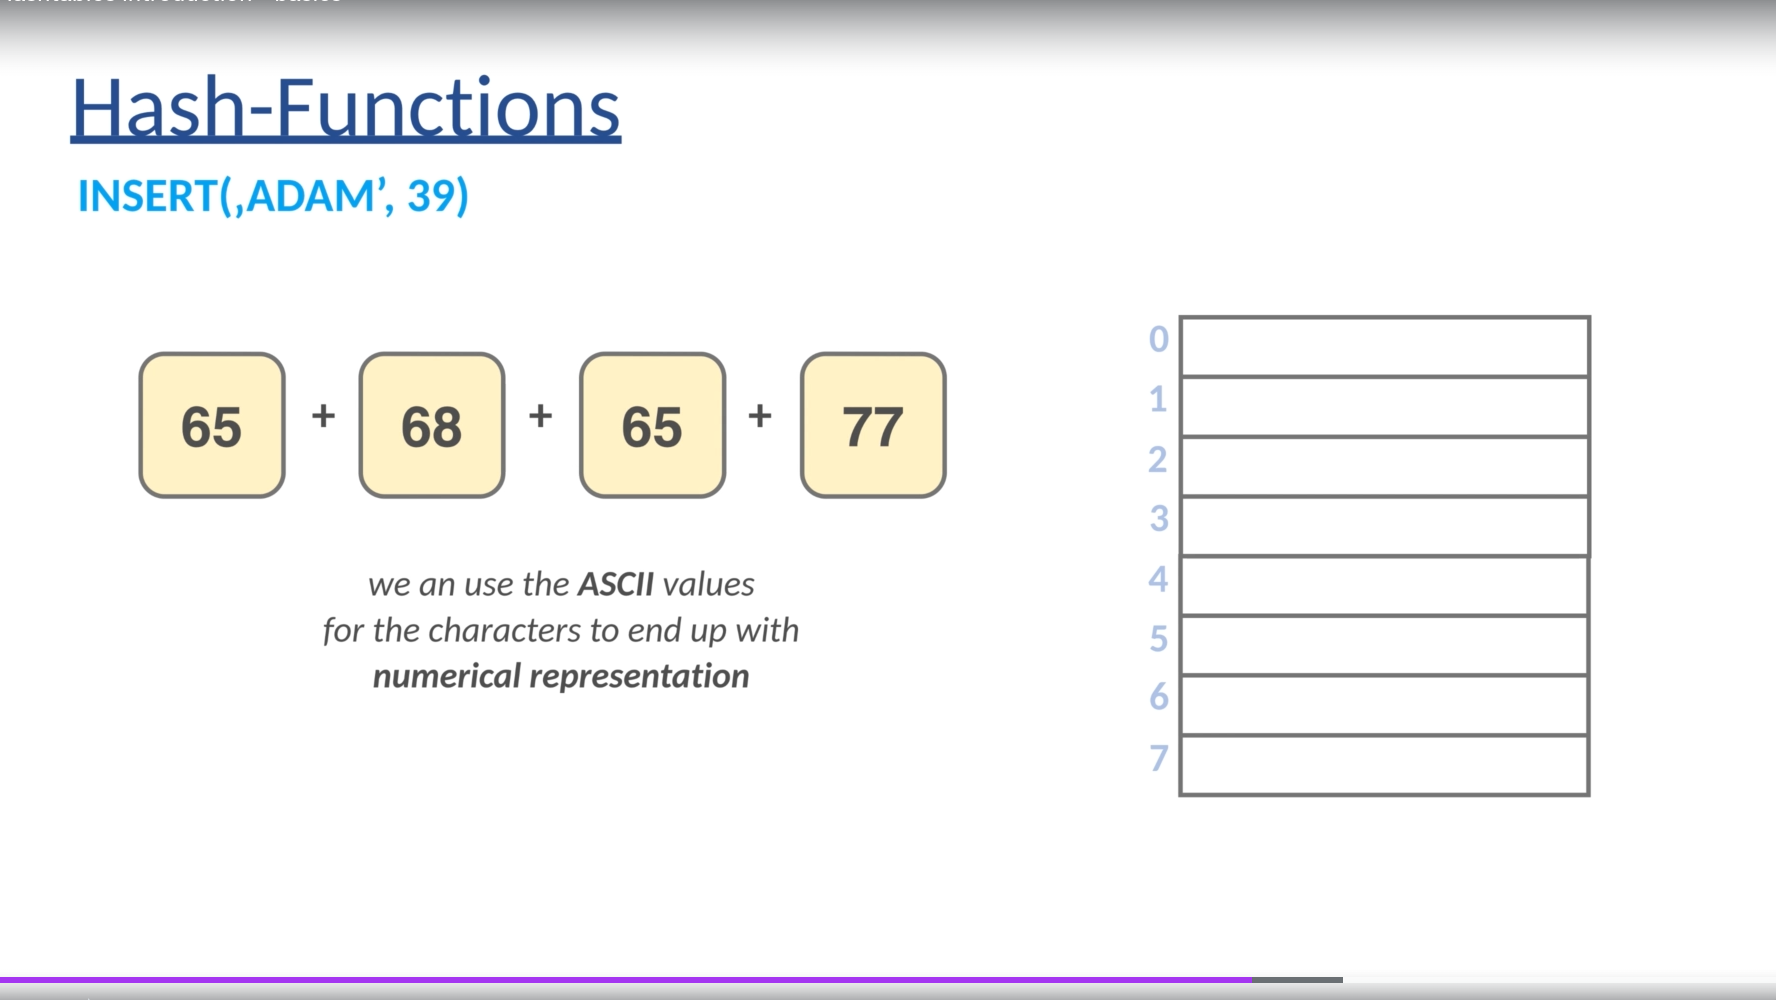 Hash-Functions
INSERT(‚ADAM’, 39)
65 + 68 + 65 + 77
we an use the ASCII values
for the characters to end up with
numerical representation
0
1
2
3
4
5
6
7